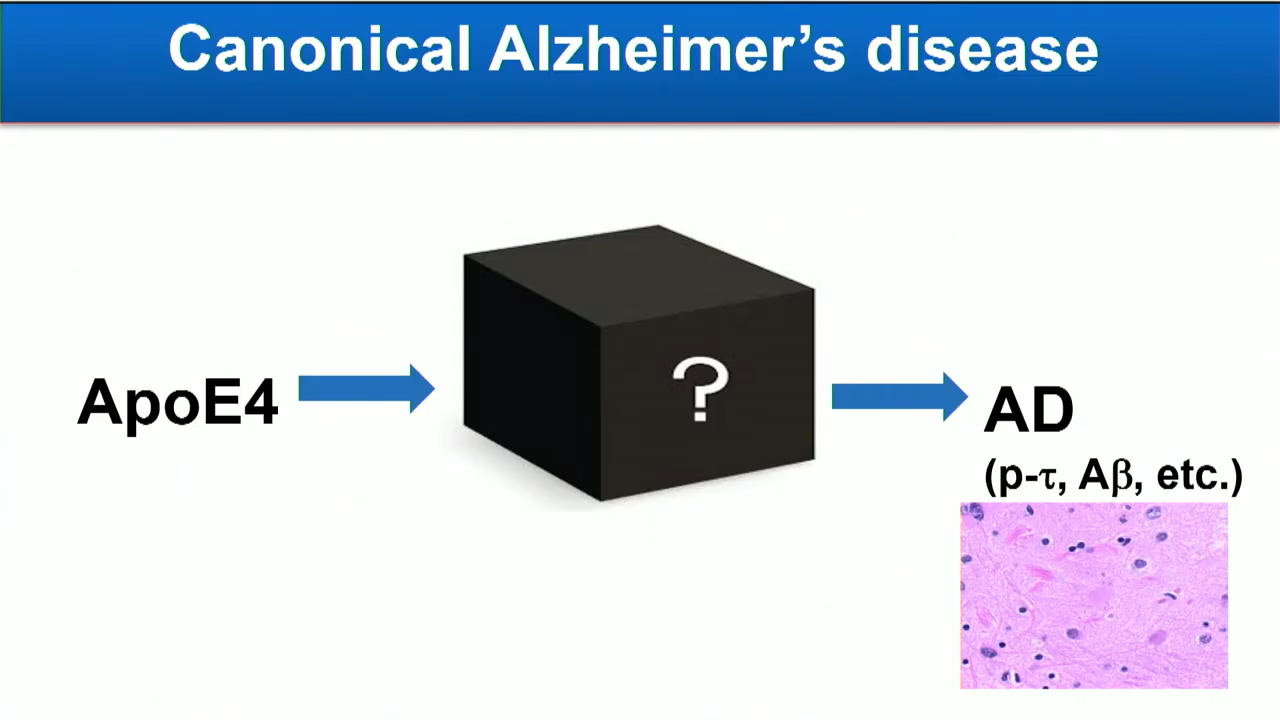 Canonical Alzheimer’s disease
ApoE4
?
AD
(p-τ, Aβ, etc.)